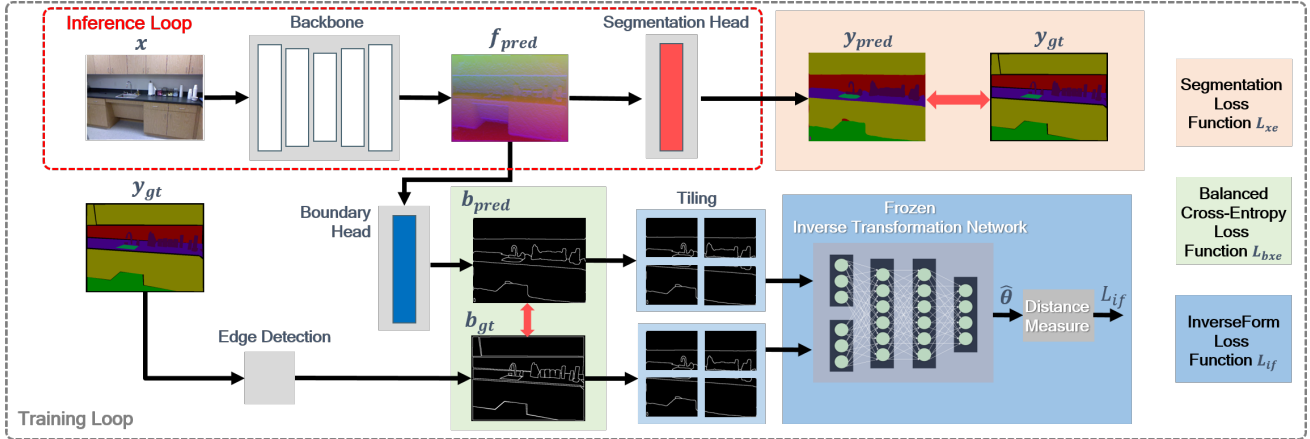 Inference Loop
Backbone
Segmentation Head
x
f_pred
y_pred
y_gt
Segmentation
Loss
Function L_xe
y_gt
Boundary
Head
b_pred
Tiling
Frozen
Inverse Transformation Network
Balanced
Cross-Entropy
Loss
Function L_bxe
θ̂
L_if
Distance
Measure
b_gt
Edge Detection
InverseForm
Loss
Function L_if
Training Loop